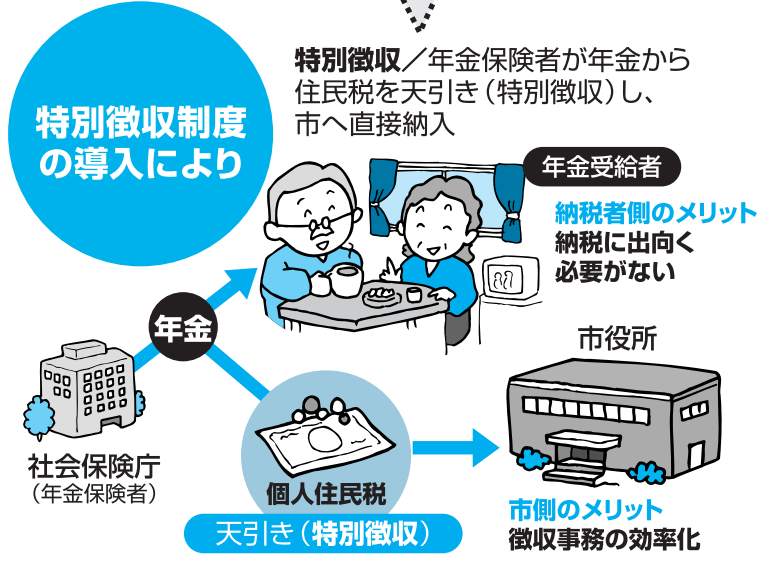 特別徴収制度
の導入により
特別徴収／年金保険者が年金から
住民税を天引き（特別徴収）し、
市へ直接納入
年金受給者
納税者側のメリット
納税に出向く
必要がない
年金
社会保険庁
（年金保険者）
個人住民税
天引き（特別徴収）
市役所
市側のメリット
徴収事務の効率化